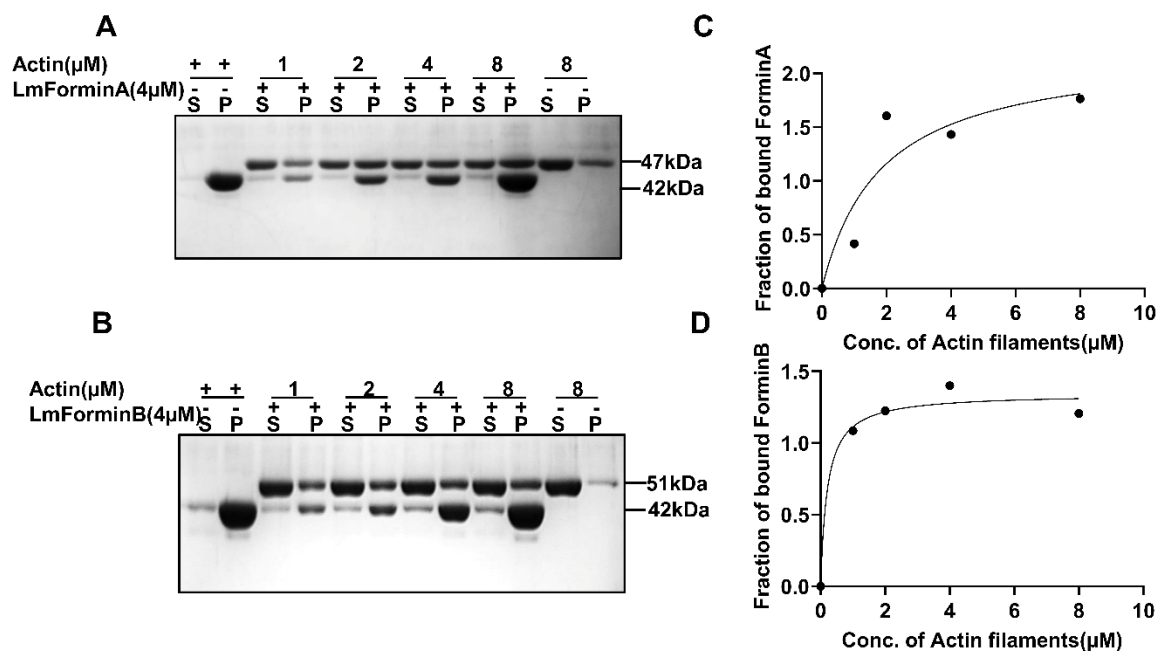 A
Actin(μM) + + 1 2 4 8 8
LmForminA(4μM) - - + + + + + + + + - -
S P S P S P S P S P S P
47kDa
42kDa
B
Actin(μM) + + 1 2 4 8 8
LmForminB(4μM) - - + + + + + + + + - -
S P S P S P S P S P S P
51kDa
42kDa
C
Fraction of bound ForminA
2.0
1.5
1.0
0.5
0.0
0 2 4 6 8 10
Conc. of Actin filaments(μM)
D
Fraction of bound ForminB
1.5
1.0
0.5
0.0
0 2 4 6 8 10
Conc. of Actin filaments(μM)